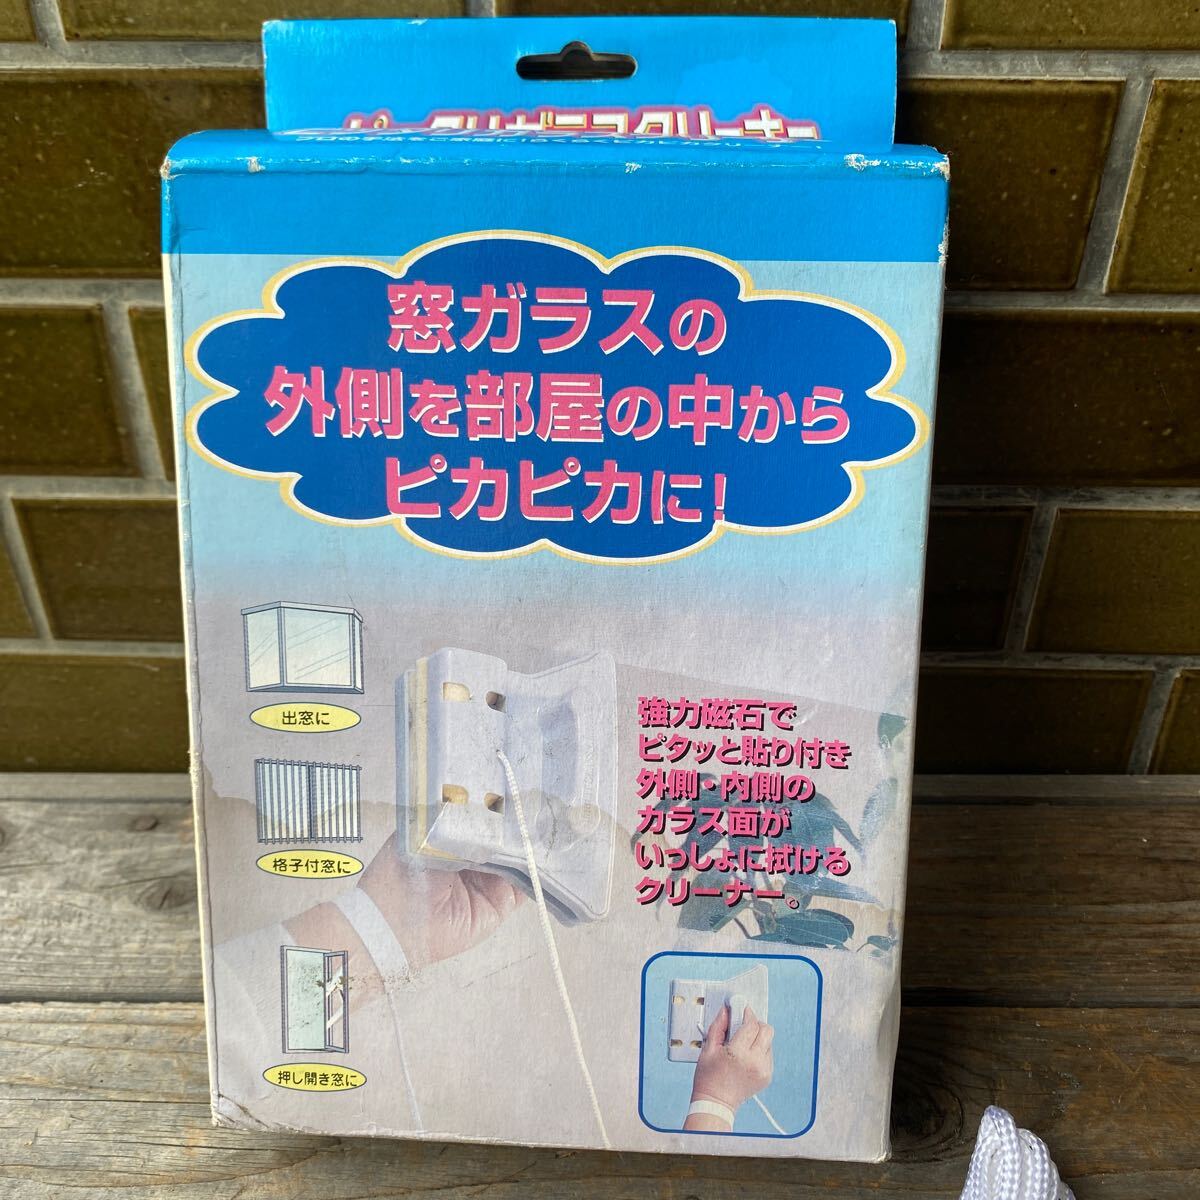 窓ガラスの
外側を部屋の中から
ピカピカに!
出窓に
格子付窓に
押し開き窓に
強力磁石で
ピタッと貼り付き
外側・内側の
ガラス面が
いっしょに拭ける
クリーナー。